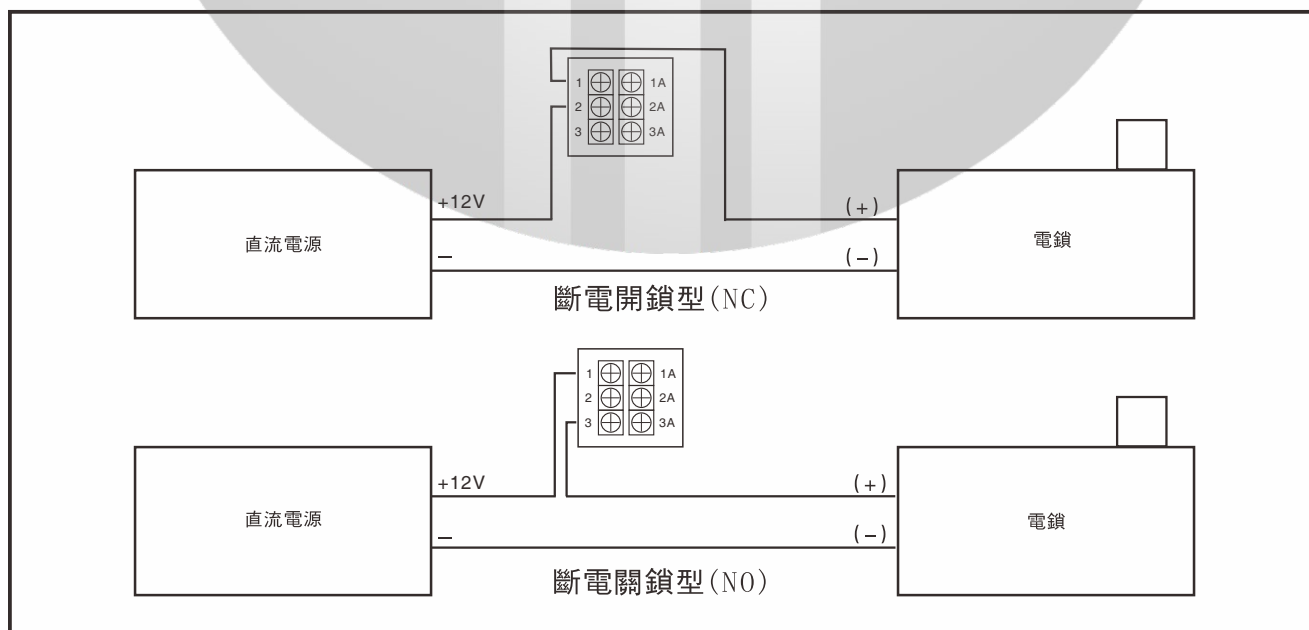 1 1A
2 2A
3 3A
+12V (+)
直流電源 電鎖
− (−)
斷電開鎖型(NC)
1 1A
2 2A
3 3A
+12V (+)
直流電源 電鎖
− (−)
斷電關鎖型(NO)